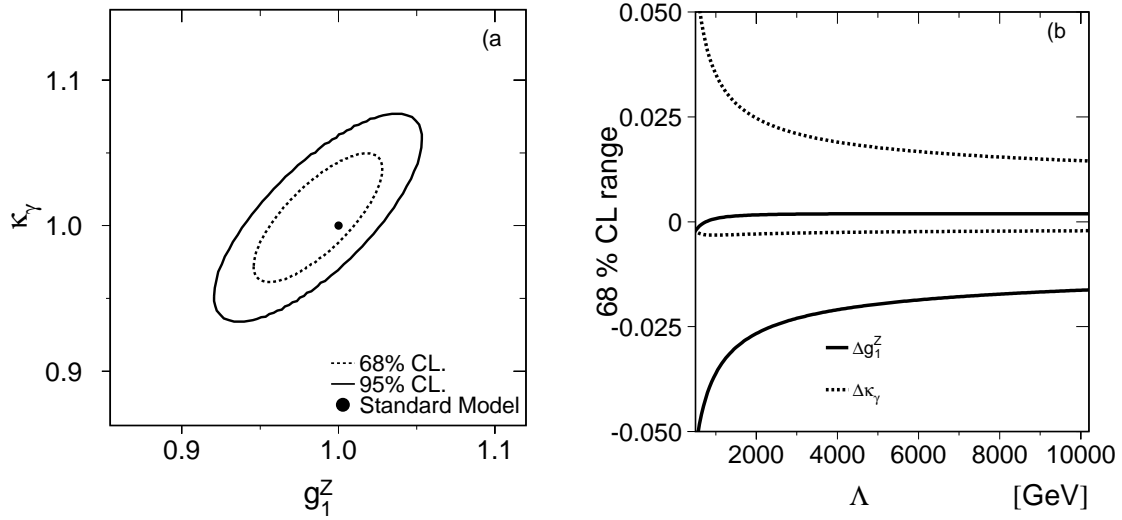 (a
κγ
1.1
1.0
0.9
68% CL.
95% CL.
Standard Model
0.9
1.0
1.1
g₁ᶻ
(b)
68 % CL range
0.050
0.025
0
-0.025
-0.050
Δg₁ᶻ
Δκγ
2000 4000 6000 8000 10000
Λ [GeV]